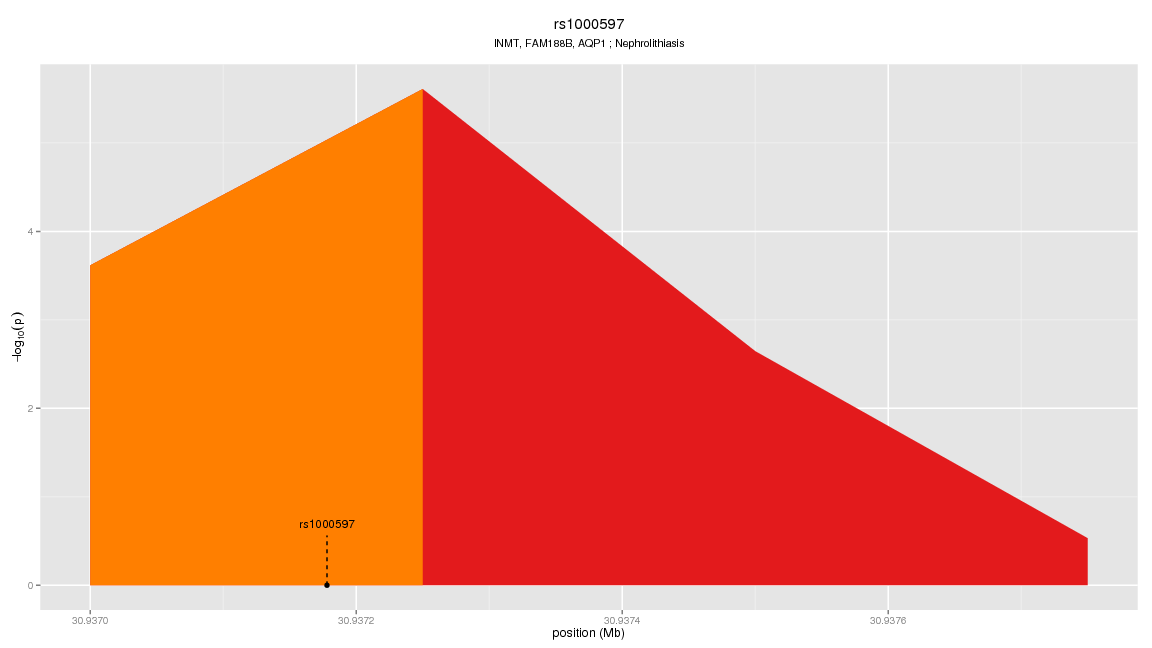 rs1000597
INMT, FAM188B, AQP1 ; Nephrolithiasis
−log10(p)
4
2
0
rs1000597
30.9370
30.9372
30.9374
30.9376
position (Mb)